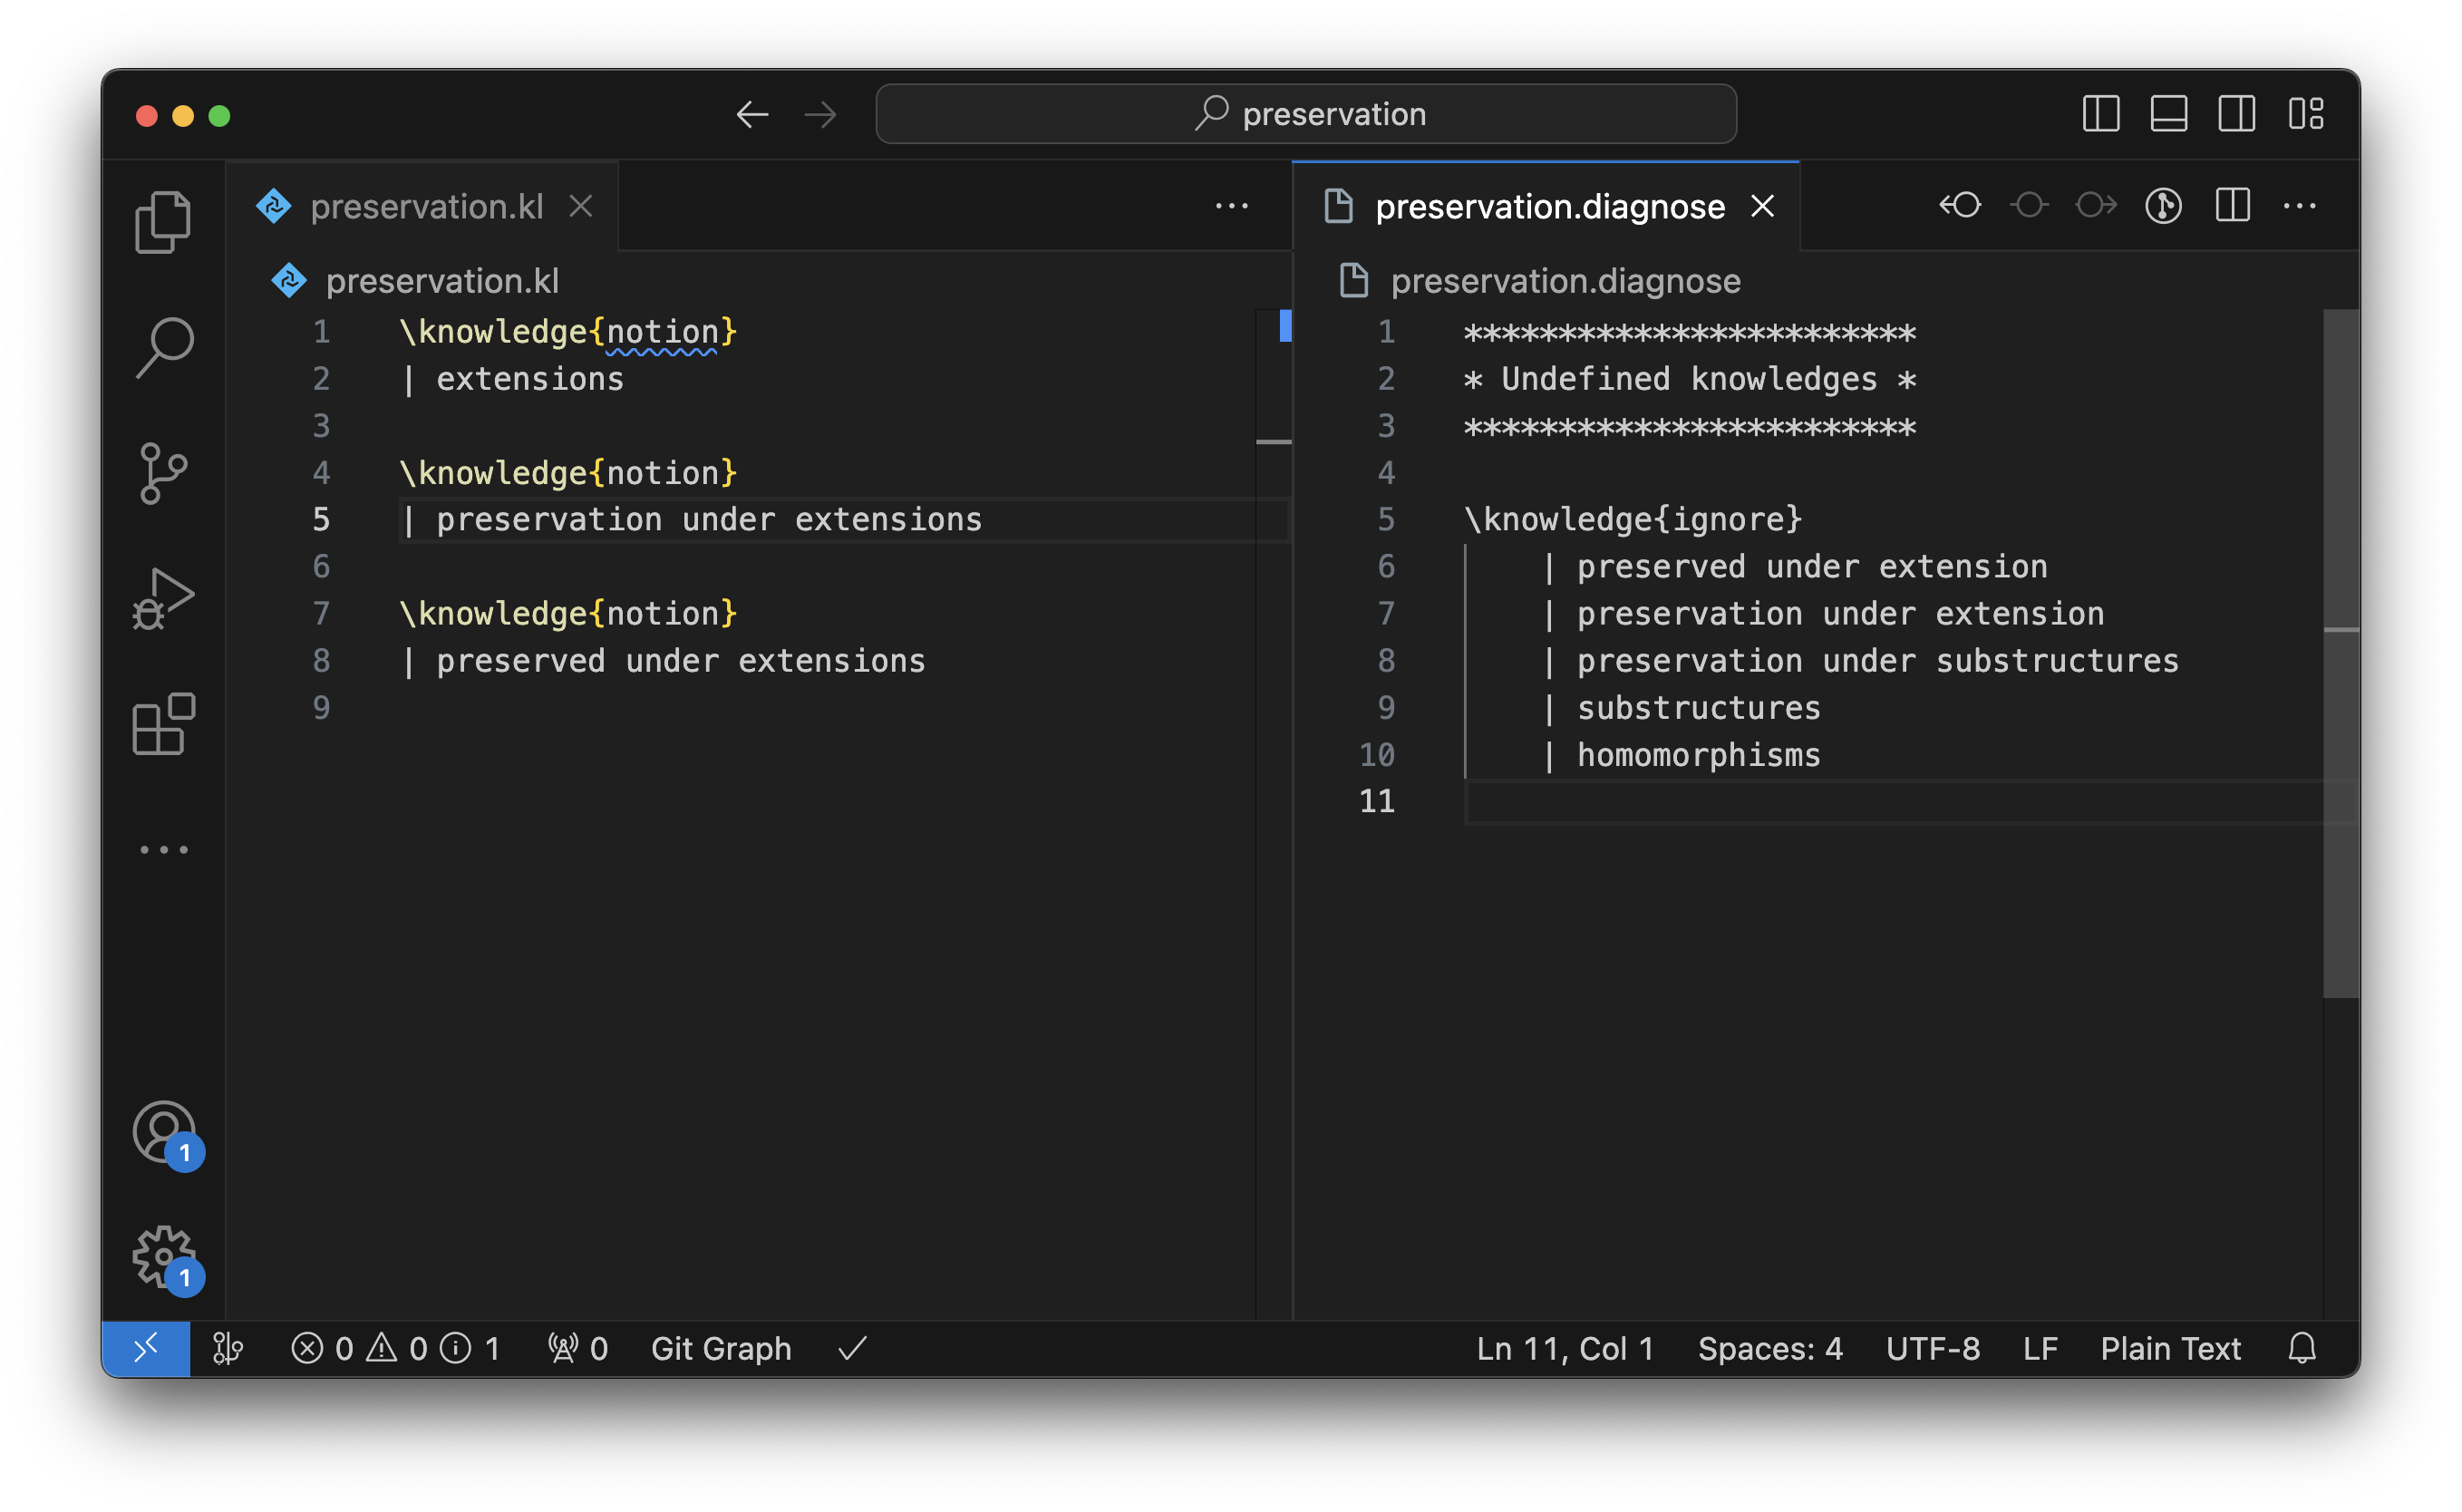 preservation
preservation.kl
preservation.kl
1 \knowledge{notion}
2 | extensions
3
4 \knowledge{notion}
5 | preservation under extensions
6
7 \knowledge{notion}
8 | preserved under extensions
9
preservation.diagnose
preservation.diagnose
1 ************************
2 * Undefined knowledges *
3 ************************
4
5 \knowledge{ignore}
6 | preserved under extension
7 | preservation under extension
8 | preservation under substructures
9 | substructures
10 | homomorphisms
11
1
1
0 0 1 0 Git Graph Ln 11, Col 1 Spaces: 4 UTF-8 LF Plain Text